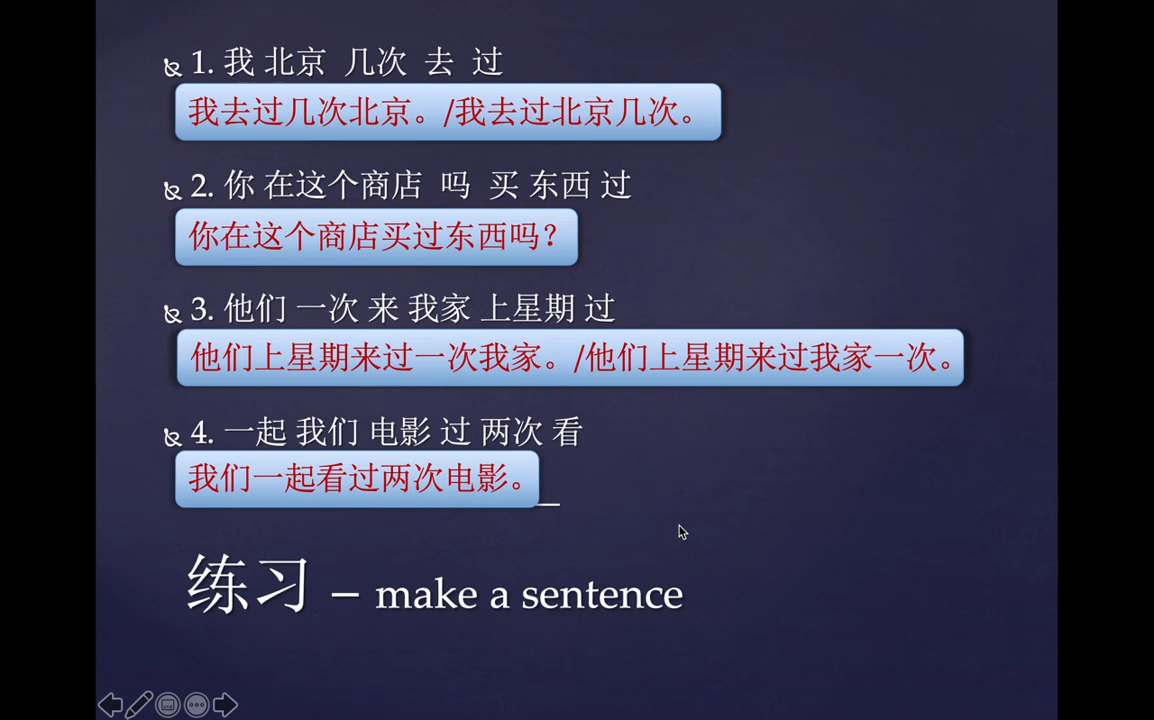 1. 我 北京 几次 去 过
我去过几次北京。/我去过北京几次。
2. 你 在这个商店 吗 买 东西 过
你在这个商店买过东西吗？
3. 他们 一次 来 我家 上星期 过
他们上星期来过一次我家。/他们上星期来过我家一次。
4. 一起 我们 电影 过 两次 看
我们一起看过两次电影。
练习 – make a sentence